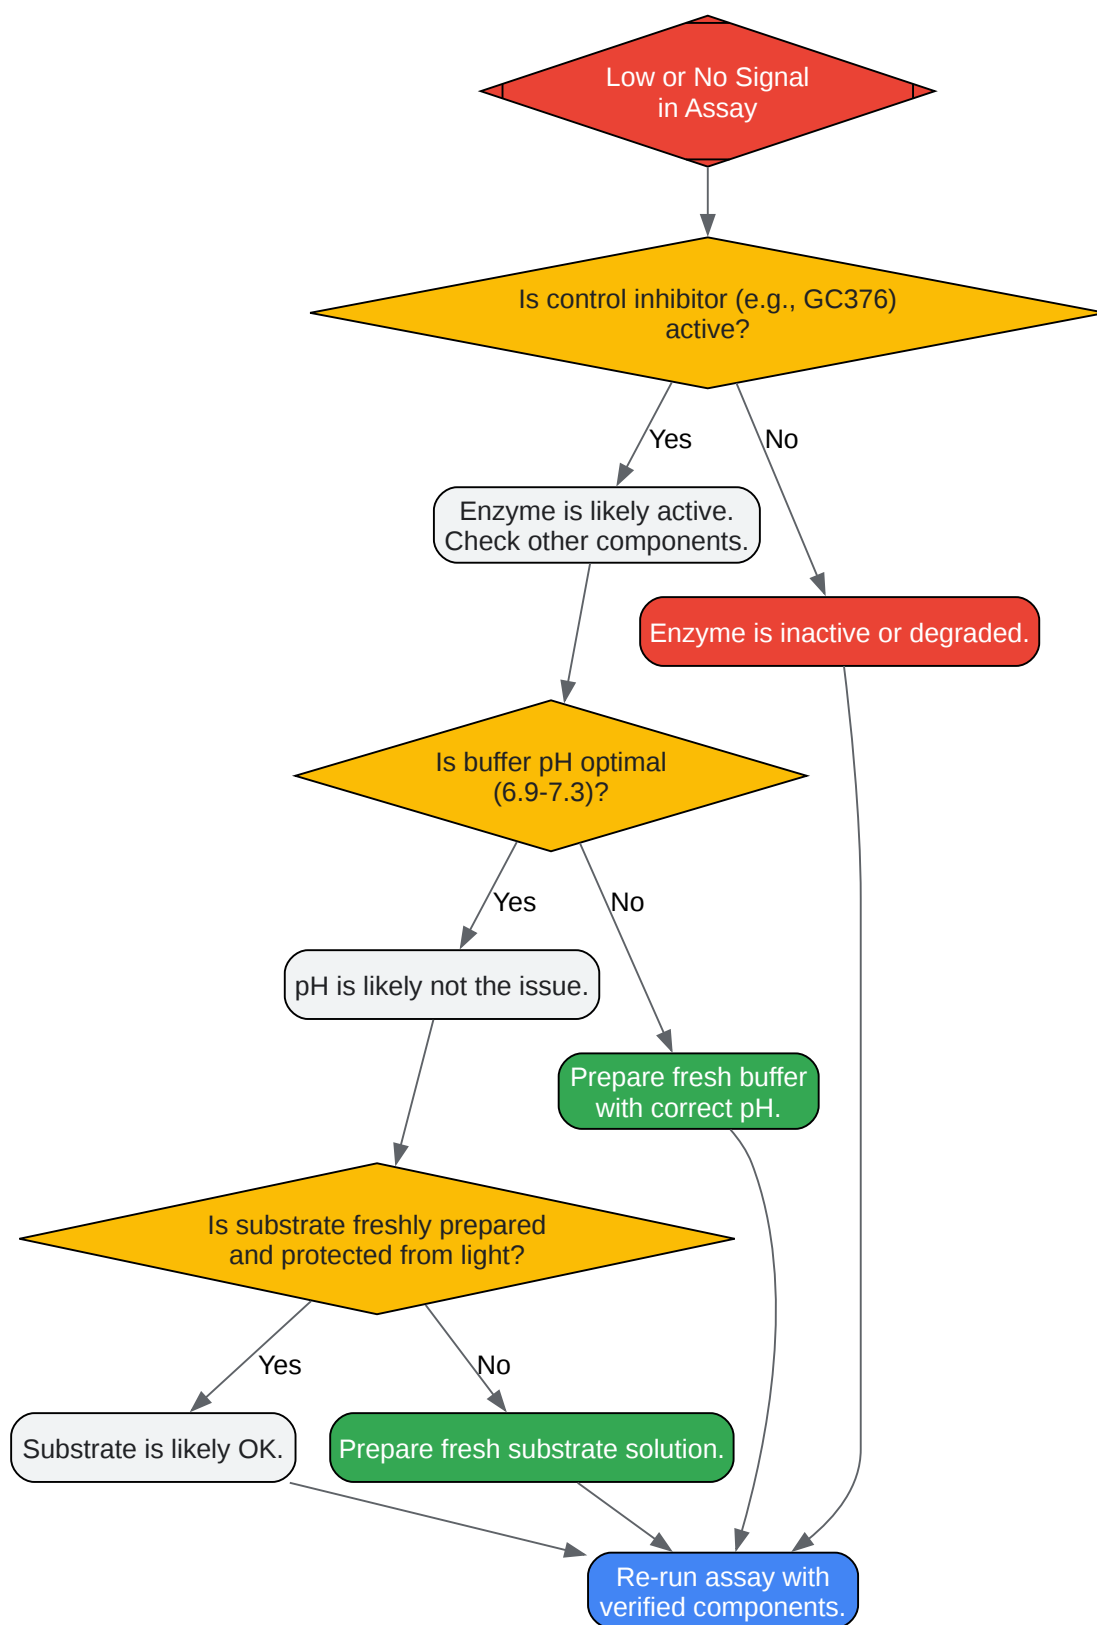 Low or No Signal
in Assay
Is control inhibitor (e.g., GC376)
active?
Yes
No
Enzyme is likely active.
Check other components.
Enzyme is inactive or degraded.
Is buffer pH optimal
(6.9-7.3)?
Yes
No
pH is likely not the issue.
Prepare fresh buffer
with correct pH.
Is substrate freshly prepared
and protected from light?
Yes
No
Substrate is likely OK.
Prepare fresh substrate solution.
Re-run assay with
verified components.